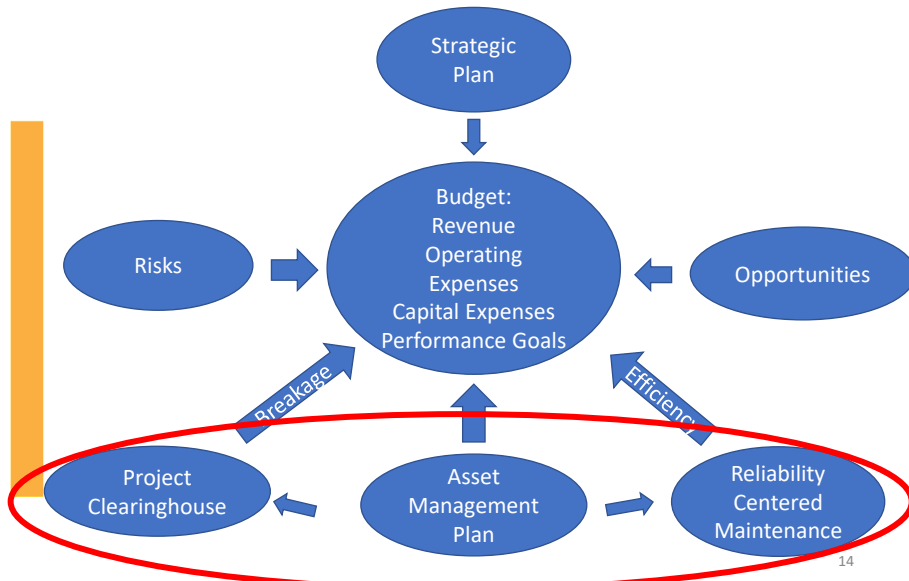 Strategic
Plan
Budget:
Revenue
Operating
Expenses
Capital Expenses
Performance Goals
Risks
Opportunities
Breakage
Efficiency
Project
Clearinghouse
Asset
Management
Plan
Reliability
Centered
Maintenance
14